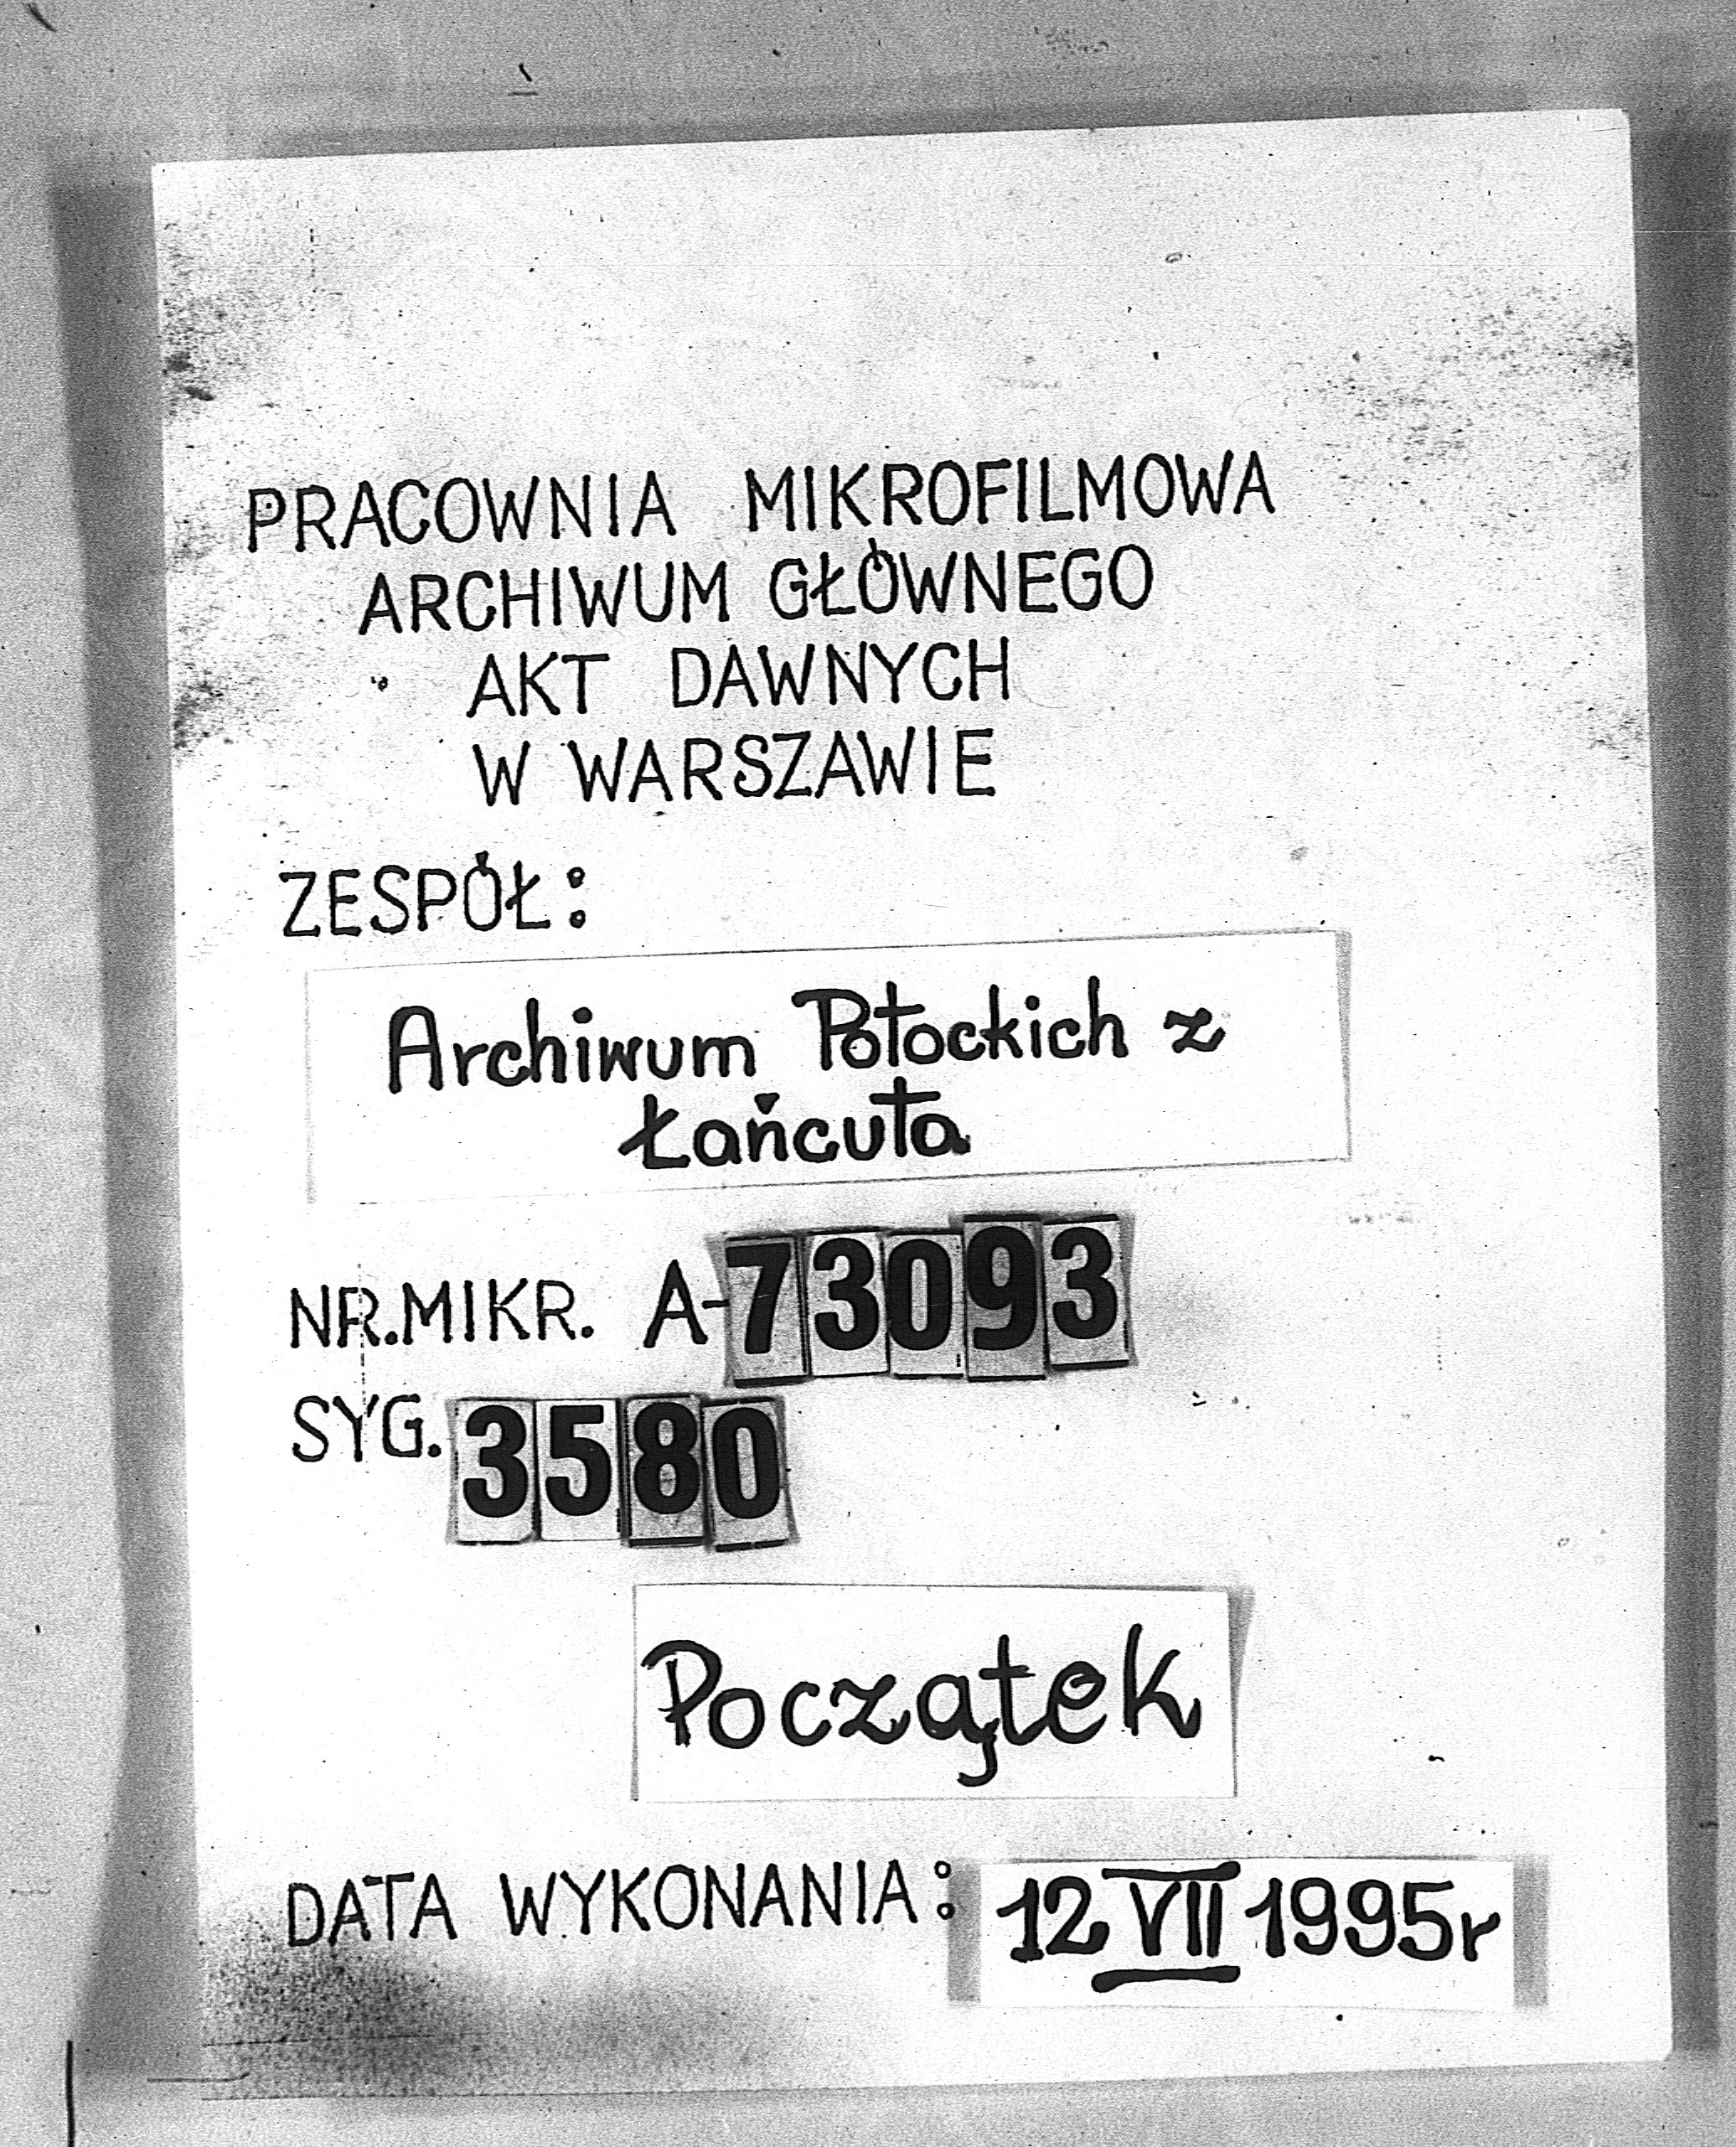 PRACOWNIA MIKROFILMOWA
ARCHIWUM GŁÓWNEGO
AKT DAWNYCH
W WARSZAWIE
ZESPÓŁ:
Archiwum Potockich z
Łańcuta
NR.MIKR. A-73093
SYG. 3580
Początek
DATA WYKONANIA: 12 VII 1995r